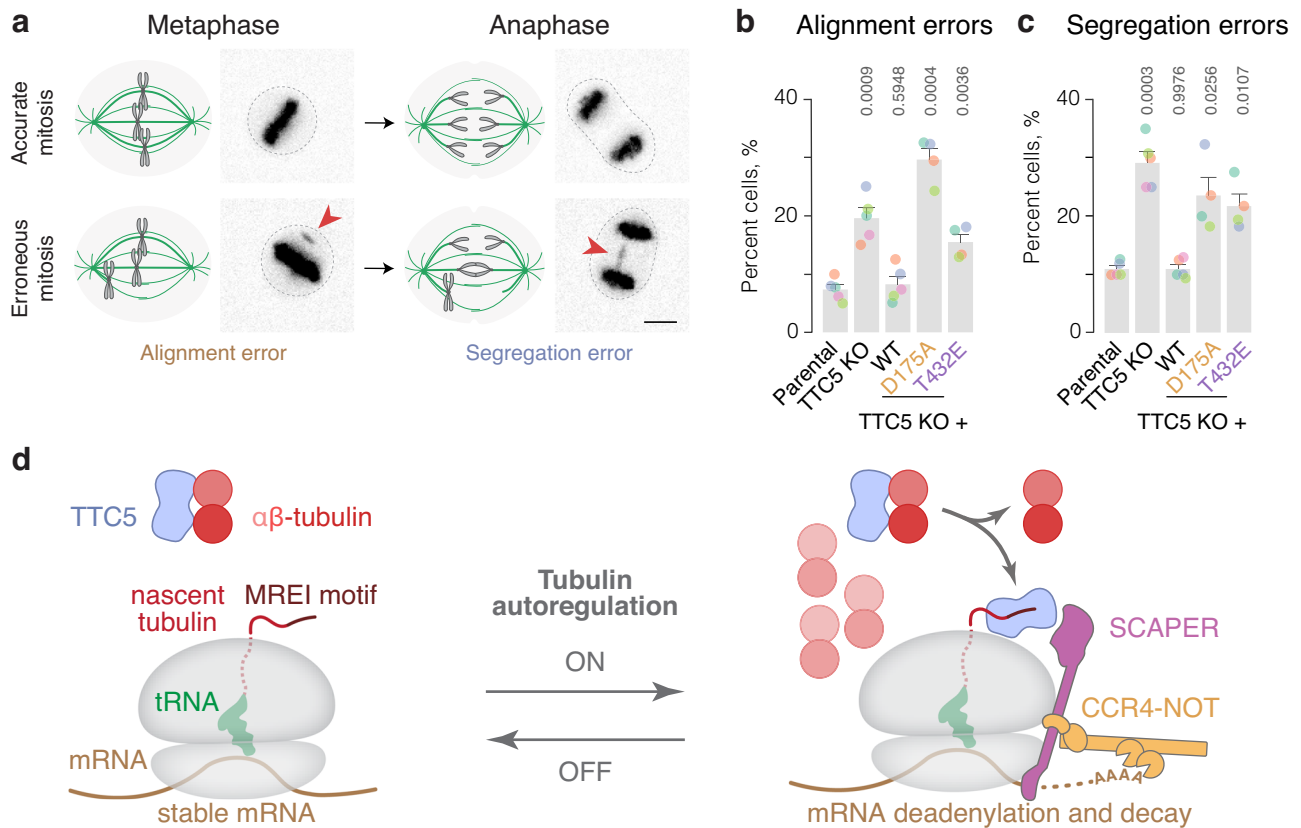 a
Metaphase
Anaphase
Accurate
mitosis
Erroneous
mitosis
Alignment error
Segregation error
b
Alignment errors
0.0009
0.5948
0.0004
0.0036
Percent cells, %
40
20
0
Parental
TTC5 KO
WT
D175A
T432E
TTC5 KO +
c
Segregation errors
0.0003
0.9976
0.0256
0.0107
Percent cells, %
40
20
0
Parental
TTC5 KO
WT
D175A
T432E
TTC5 KO +
d
TTC5
αβ-tubulin
nascent
tubulin
MREI motif
tRNA
mRNA
stable mRNA
Tubulin
autoregulation
ON
OFF
SCAPER
CCR4-NOT
AAAA
mRNA deadenylation and decay